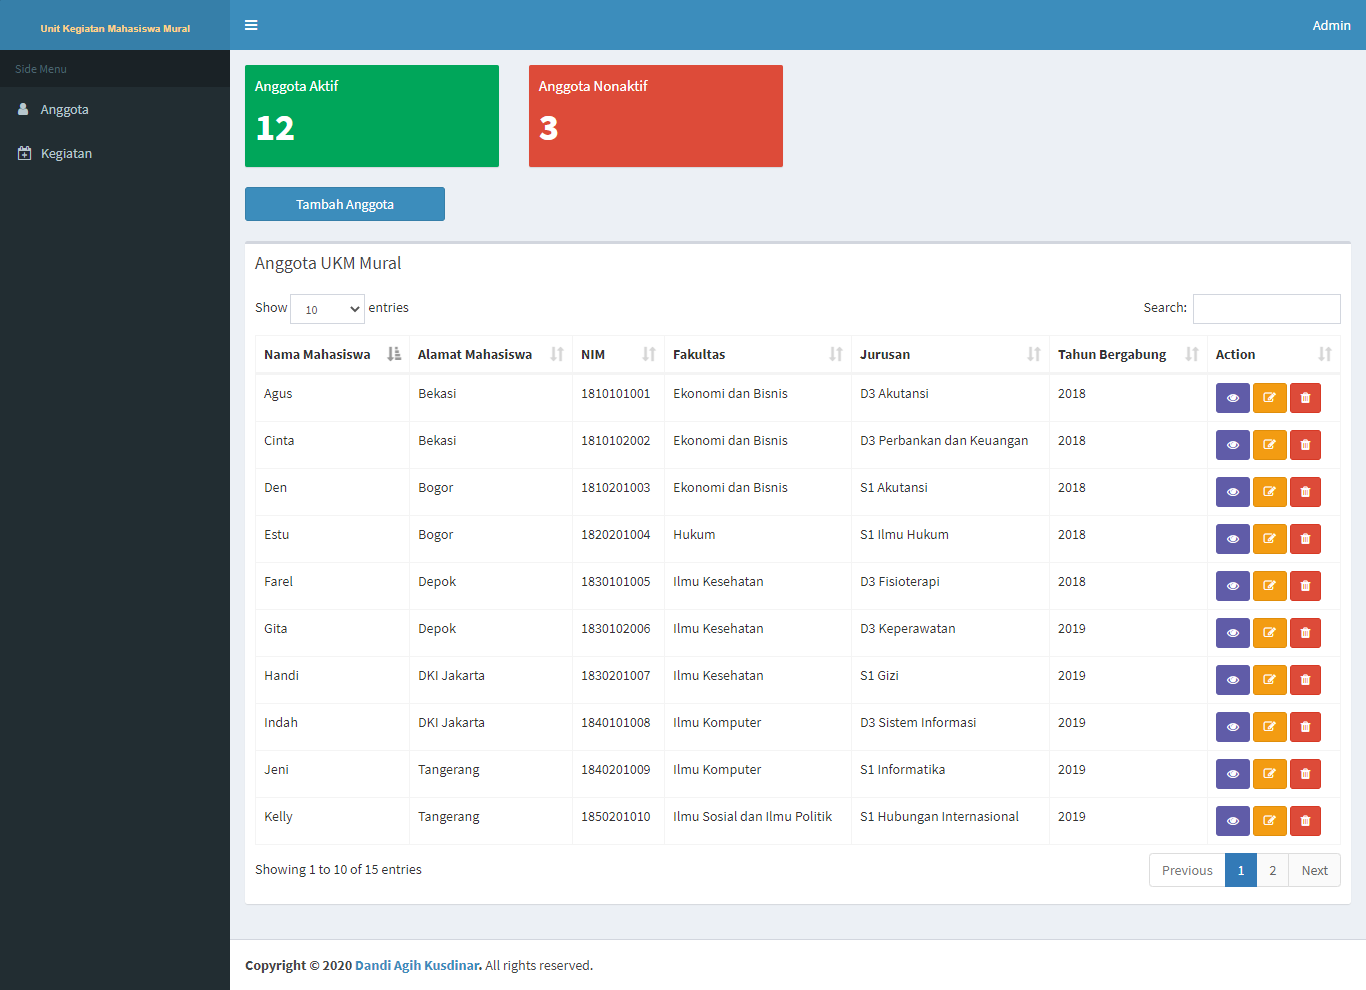 Unit Kegiatan Mahasiswa Mural
Admin
Side Menu
Anggota
Kegiatan
Anggota Aktif
12
Anggota Nonaktif
3
Tambah Anggota
Anggota UKM Mural
Show 10 entries
Search:
Nama Mahasiswa Alamat Mahasiswa NIM Fakultas Jurusan Tahun Bergabung Action
Agus Bekasi 1810101001 Ekonomi dan Bisnis D3 Akutansi 2018
Cinta Bekasi 1810102002 Ekonomi dan Bisnis D3 Perbankan dan Keuangan 2018
Den Bogor 1810201003 Ekonomi dan Bisnis S1 Akutansi 2018
Estu Bogor 1820201004 Hukum S1 Ilmu Hukum 2018
Farel Depok 1830101005 Ilmu Kesehatan D3 Fisioterapi 2018
Gita Depok 1830102006 Ilmu Kesehatan D3 Keperawatan 2019
Handi DKI Jakarta 1830201007 Ilmu Kesehatan S1 Gizi 2019
Indah DKI Jakarta 1840101008 Ilmu Komputer D3 Sistem Informasi 2019
Jeni Tangerang 1840201009 Ilmu Komputer S1 Informatika 2019
Kelly Tangerang 1850201010 Ilmu Sosial dan Ilmu Politik S1 Hubungan Internasional 2019
Showing 1 to 10 of 15 entries
Previous 1 2 Next
Copyright © 2020 Dandi Agih Kusdinar. All rights reserved.